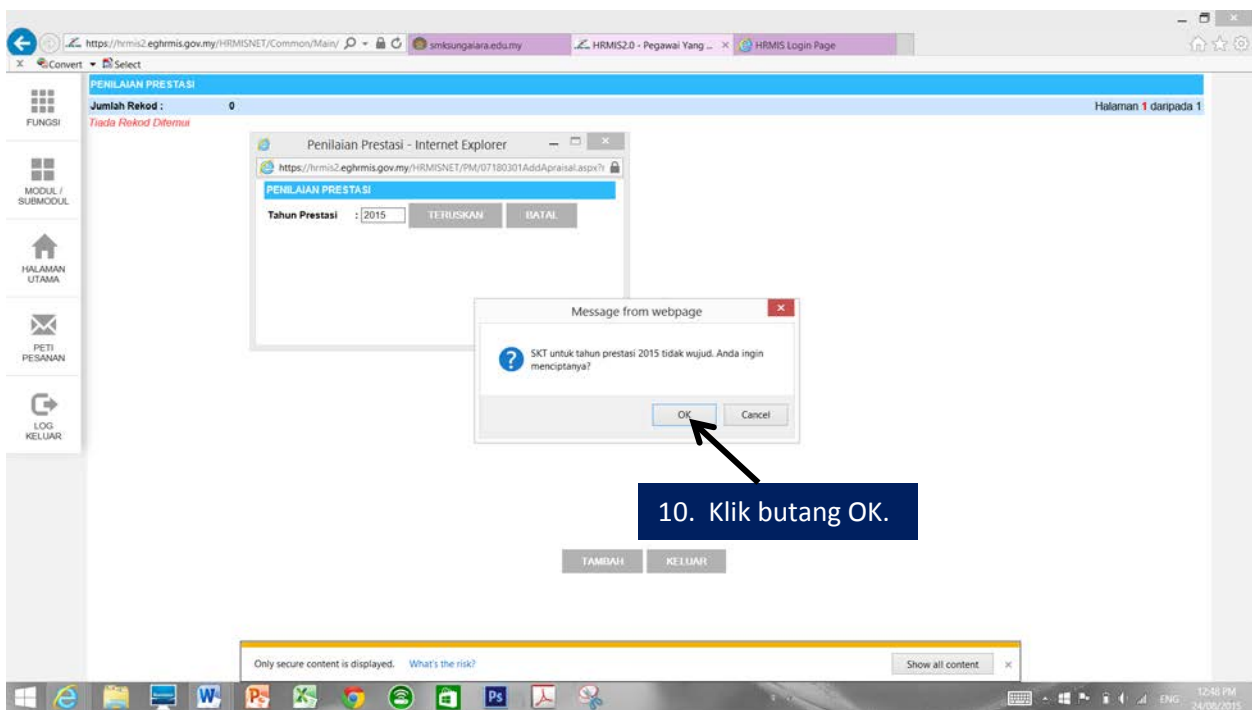 https://hrmis2.eghrmis.gov.my/HRMISNET/Common/Main/
smksungaiara.edu.my
HRMIS2.0 - Pegawai Yang ...
HRMIS Login Page
x Convert Select
PENILAIAN PRESTASI
Jumlah Rekod : 0
Halaman 1 daripada 1
Tiada Rekod Ditemui
FUNGSI
MODUL /
SUBMODUL
HALAMAN
UTAMA
PETI
PESANAN
LOG
KELUAR
Penilaian Prestasi - Internet Explorer
https://hrmis2.eghrmis.gov.my/HRMISNET/PM/07180301AddApraisal.aspx?r
PENILAIAN PRESTASI
Tahun Prestasi : 2015 TERUSKAN BATAL
Message from webpage
SKT untuk tahun prestasi 2015 tidak wujud. Anda ingin
menciptanya?
OK Cancel
10. Klik butang OK.
TAMBAH KELUAR
Only secure content is displayed. What's the risk?
Show all content ×
Ps
ENG
12:48 PM
24/08/2015